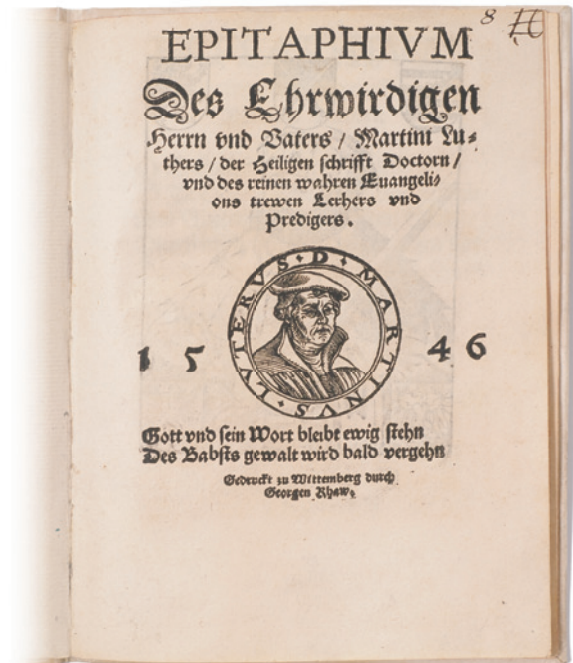 8
EPITAPHIVM
Des Ehrwirdigen
Herrn vnd Vaters / Martini Lu⸗
thers / der Heiligen schrifft Doctorn /
vnd des reinen wahren Euangeli⸗
ons trewen Lerhers vnd
Predigers.
D • MARTINVS • LVTERVS •
15 46
Gott vnd sein Wort bleibt ewig stehn
Des Babsts gewalt wird bald vergehn
Gedruckt zu Wittemberg durch
Georgen Rhaw.